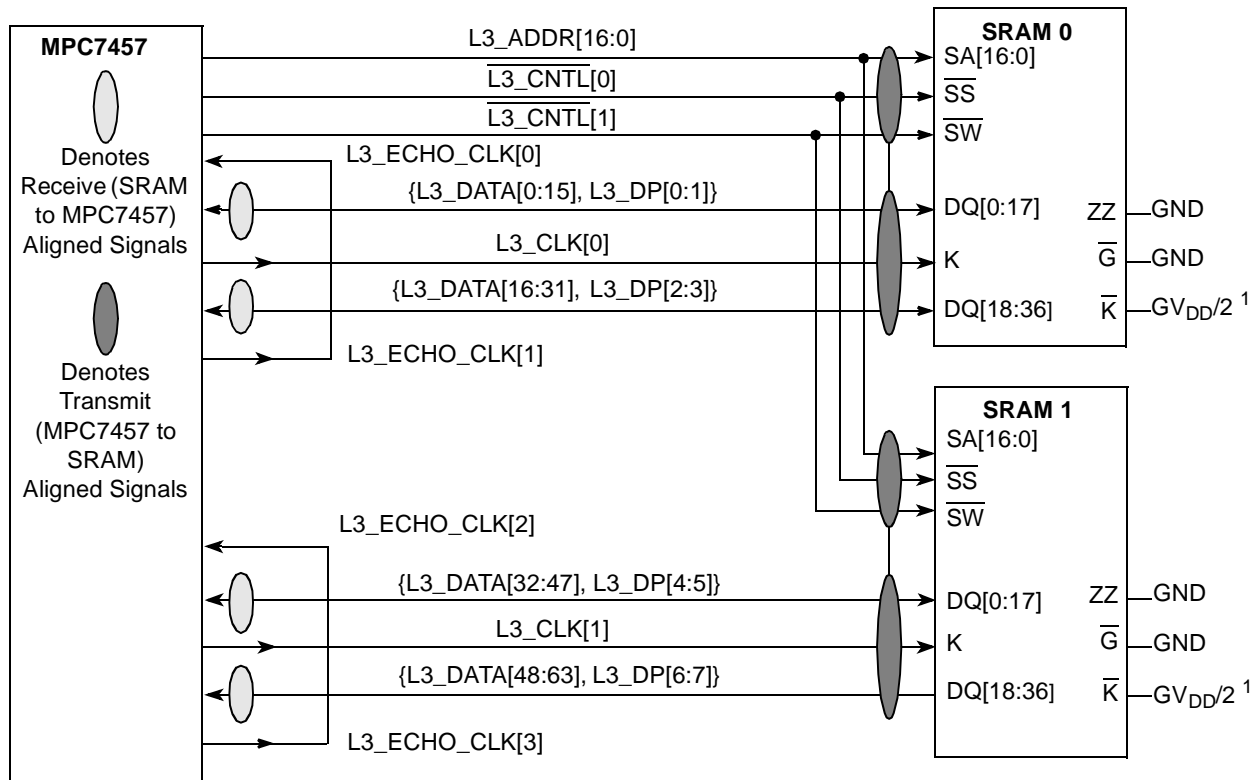 MPC7457
Denotes
Receive (SRAM
to MPC7457)
Aligned Signals
Denotes
Transmit
(MPC7457 to
SRAM)
Aligned Signals
L3_ADDR[16:0]
L3_CNTL[0]
L3_CNTL[1]
L3_ECHO_CLK[0]
{L3_DATA[0:15], L3_DP[0:1]}
L3_CLK[0]
{L3_DATA[16:31], L3_DP[2:3]}
L3_ECHO_CLK[1]
SRAM 0
SA[16:0]
SS
SW
DQ[0:17] ZZ GND
K G GND
DQ[18:36] K GVDD/2 1
L3_ECHO_CLK[2]
{L3_DATA[32:47], L3_DP[4:5]}
L3_CLK[1]
{L3_DATA[48:63], L3_DP[6:7]}
L3_ECHO_CLK[3]
SRAM 1
SA[16:0]
SS
SW
DQ[0:17] ZZ GND
K G GND
DQ[18:36] K GVDD/2 1